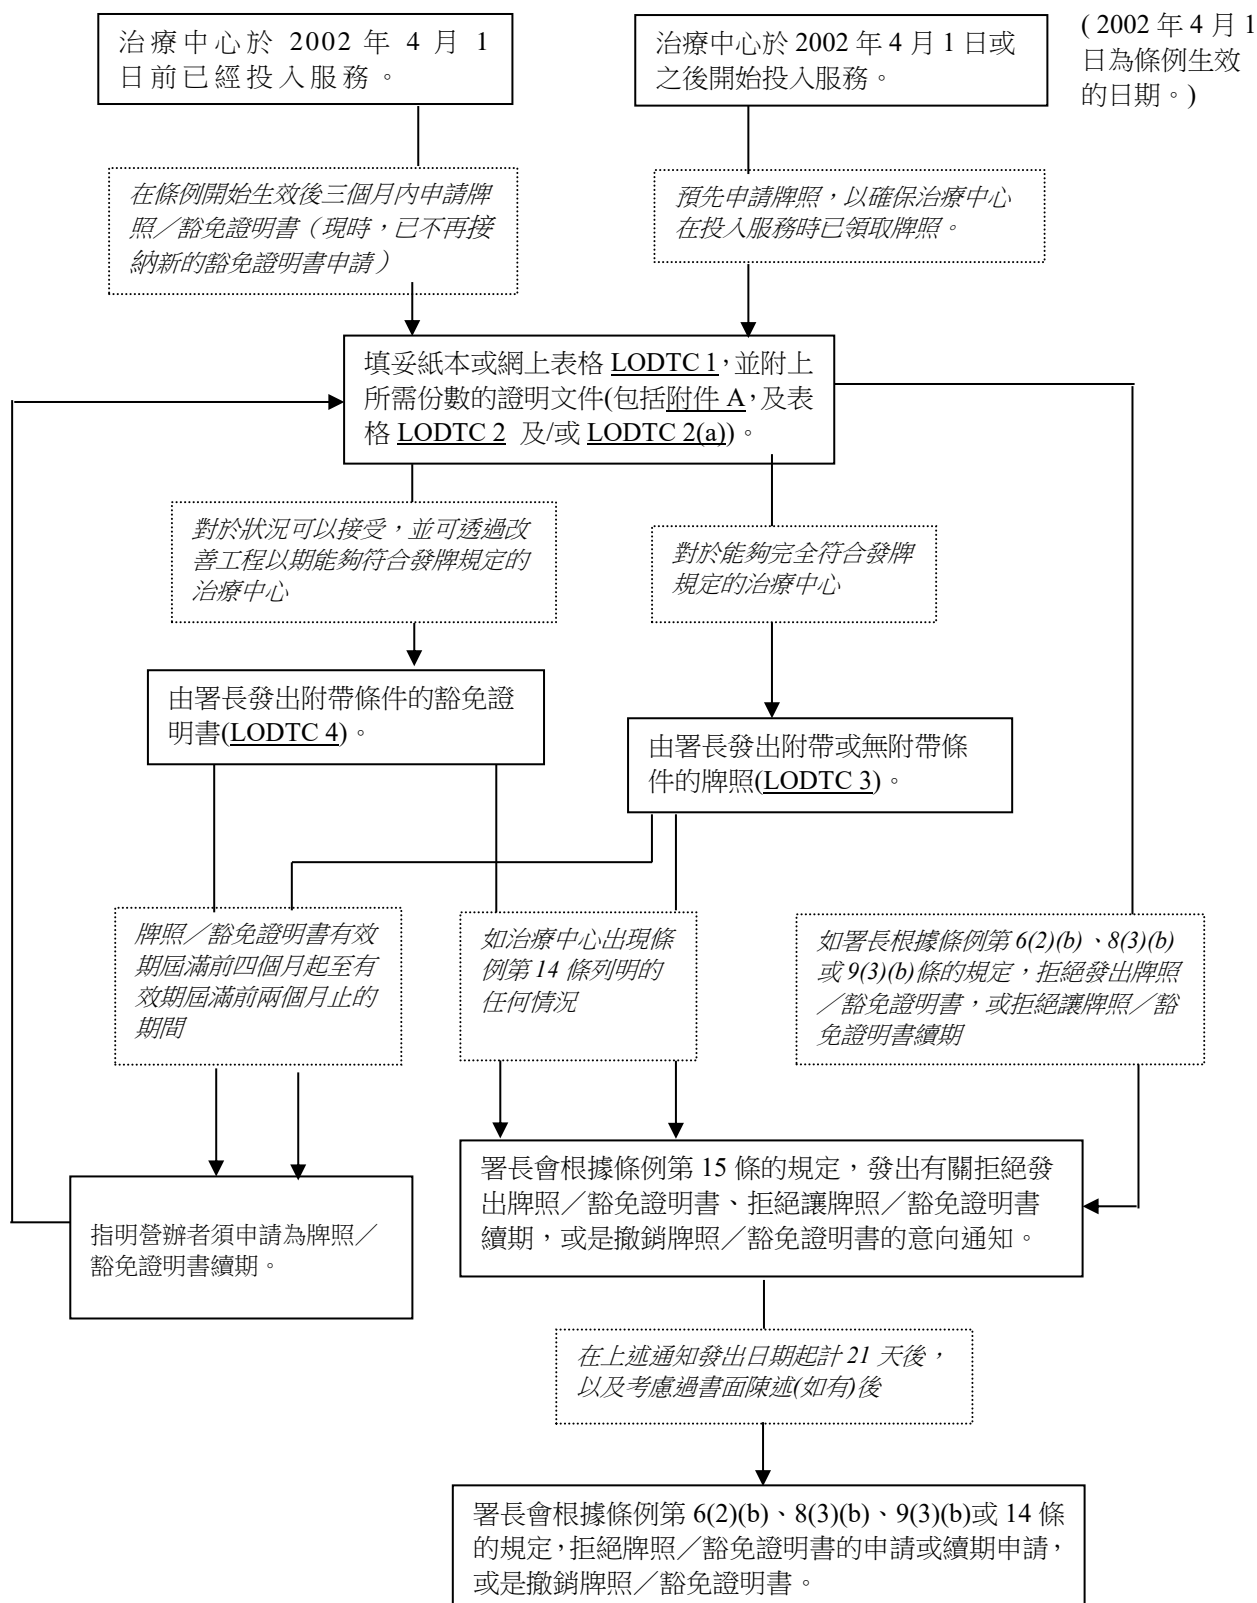 治療中心於 2002 年 4 月 1
日前已經投入服務。
治療中心於 2002 年 4 月 1 日或
之後開始投入服務。
( 2002 年 4 月 1
日為條例生效
的日期。)
在條例開始生效後三個月內申請牌
照／豁免證明書（現時，已不再接
納新的豁免證明書申請）
預先申請牌照，以確保治療中心
在投入服務時已領取牌照。
填妥紙本或網上表格 LODTC 1，並附上
所需份數的證明文件(包括附件 A，及表
格 LODTC 2 及/或 LODTC 2(a))。
對於狀況可以接受，並可透過改
善工程以期能夠符合發牌規定的
治療中心
對於能夠完全符合發牌
規定的治療中心
由署長發出附帶條件的豁免證
明書(LODTC 4)。
由署長發出附帶或無附帶條
件的牌照(LODTC 3)。
牌照／豁免證明書有效
期屆滿前四個月起至有
效期屆滿前兩個月止的
期間
如治療中心出現條
例第 14 條列明的
任何情況
如署長根據條例第 6(2)(b)、8(3)(b)
或 9(3)(b)條的規定，拒絕發出牌照
／豁免證明書，或拒絕讓牌照／豁
免證明書續期
署長會根據條例第 15 條的規定，發出有關拒絕發
出牌照／豁免證明書、拒絕讓牌照／豁免證明書
續期，或是撤銷牌照／豁免證明書的意向通知。
指明營辦者須申請為牌照／
豁免證明書續期。
在上述通知發出日期起計 21 天後，
以及考慮過書面陳述(如有)後
署長會根據條例第 6(2)(b)、8(3)(b)、9(3)(b)或 14 條
的規定，拒絕牌照／豁免證明書的申請或續期申請，
或是撤銷牌照／豁免證明書。